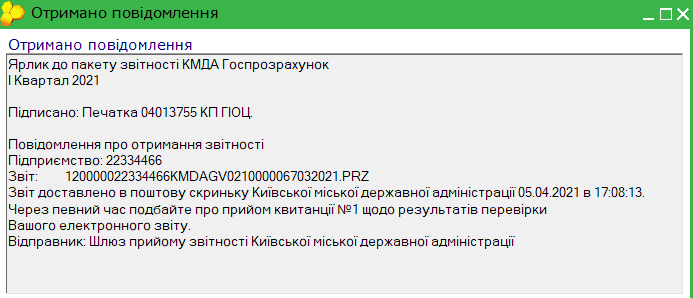 Отримано повідомлення
Отримано повідомлення
Ярлик до пакету звітності КМДА Госпрозрахунок
І Квартал 2021
Підписано: Печатка 04013755 КП ГІОЦ.
Повідомлення про отримання звітності
Підприємство: 22334466
Звіт: 120000022334466KMDAGV0210000067032021.PRZ
Звіт доставлено в поштову скриньку Київської міської державної адміністрації 05.04.2021 в 17:08:13.
Через певний час подбайте про прийом квитанції №1 щодо результатів перевірки
Вашого електронного звіту.
Відправник: Шлюз прийому звітності Київської міської державної адміністрації